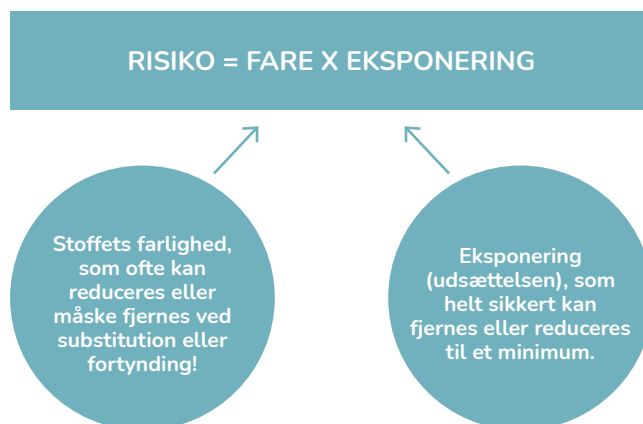 RISIKO = FARE X EKSPONERING
Stoffets farlighed,
som ofte kan
reduceres eller
måske fjernes ved
substitution eller
fortynding!
Eksponering
(udsættelsen), som
helt sikkert kan
fjernes eller reduceres
til et minimum.